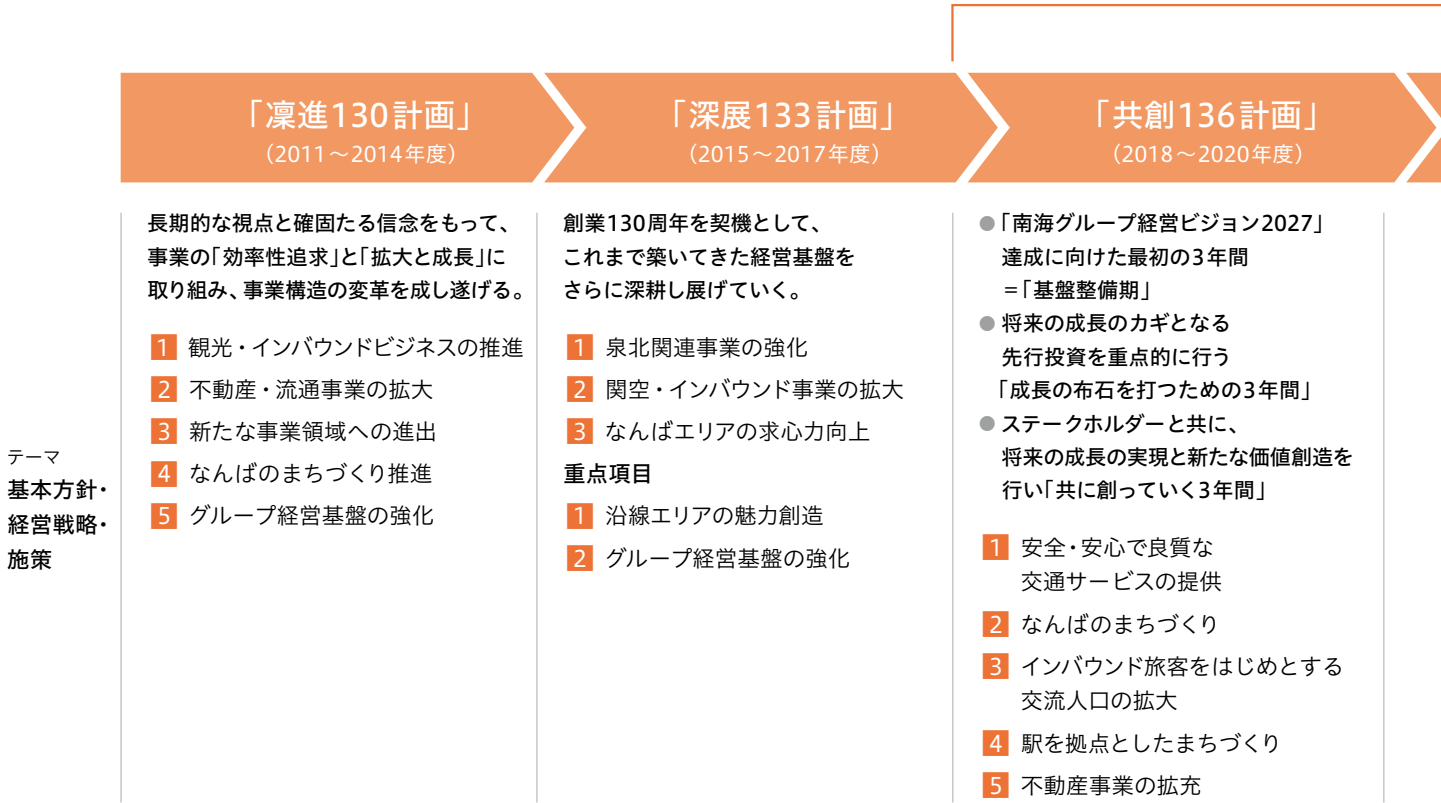 「凜進130計画」
(2011～2014年度)
「深展133計画」
(2015～2017年度)
「共創136計画」
(2018～2020年度)
テーマ
基本方針・
経営戦略・
施策
長期的な視点と確固たる信念をもって、
事業の「効率性追求」と「拡大と成長」に
取り組み、事業構造の変革を成し遂げる。
1 観光・インバウンドビジネスの推進
2 不動産・流通事業の拡大
3 新たな事業領域への進出
4 なんばのまちづくり推進
5 グループ経営基盤の強化
創業130周年を契機として、
これまで築いてきた経営基盤を
さらに深耕し展げていく。
1 泉北関連事業の強化
2 関空・インバウンド事業の拡大
3 なんばエリアの求心力向上
重点項目
1 沿線エリアの魅力創造
2 グループ経営基盤の強化
●「南海グループ経営ビジョン2027」
達成に向けた最初の3年間
＝「基盤整備期」
● 将来の成長のカギとなる
先行投資を重点的に行う
「成長の布石を打つための3年間」
● ステークホルダーと共に、
将来の成長の実現と新たな価値創造を
行い「共に創っていく3年間」
1 安全・安心で良質な
交通サービスの提供
2 なんばのまちづくり
3 インバウンド旅客をはじめとする
交流人口の拡大
4 駅を拠点としたまちづくり
5 不動産事業の拡充